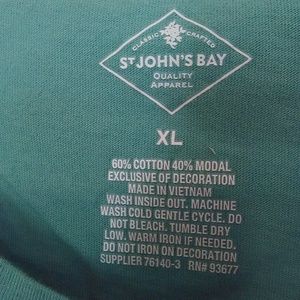 CLASSIC CRAFTED
ST JOHN'S BAY
QUALITY
APPAREL
XL
60% COTTON 40% MODAL
EXCLUSIVE OF DECORATION
MADE IN VIETNAM
WASH INSIDE OUT. MACHINE
WASH COLD GENTLE CYCLE. DO
NOT BLEACH. TUMBLE DRY
LOW. WARM IRON IF NEEDED.
DO NOT IRON ON DECORATION
SUPPLIER 76140-3 RN# 93677